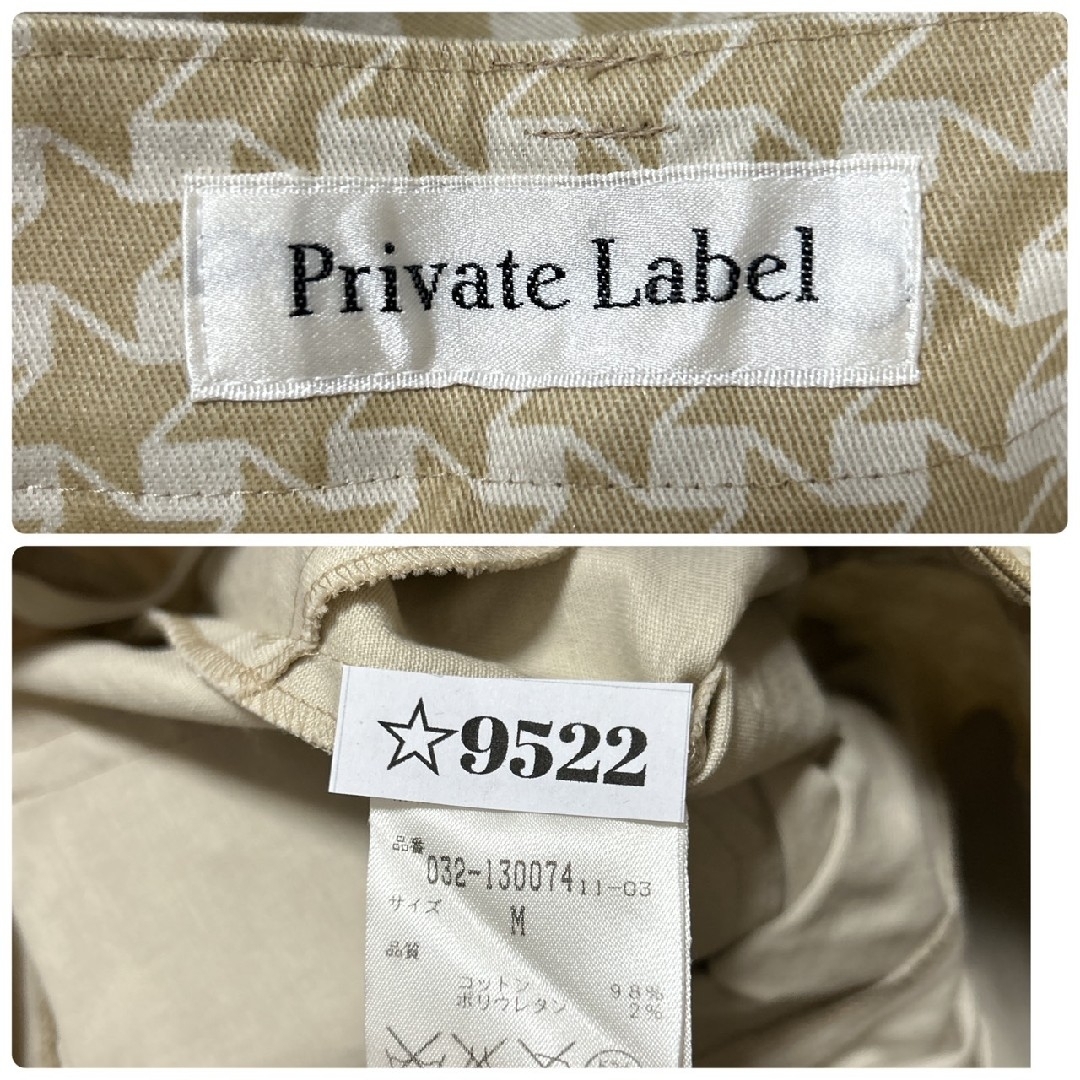 Private Label
☆9522
品番
032-130074 11-03
サイズ
M
品質
コットン 98%
ポリウレタン 2%